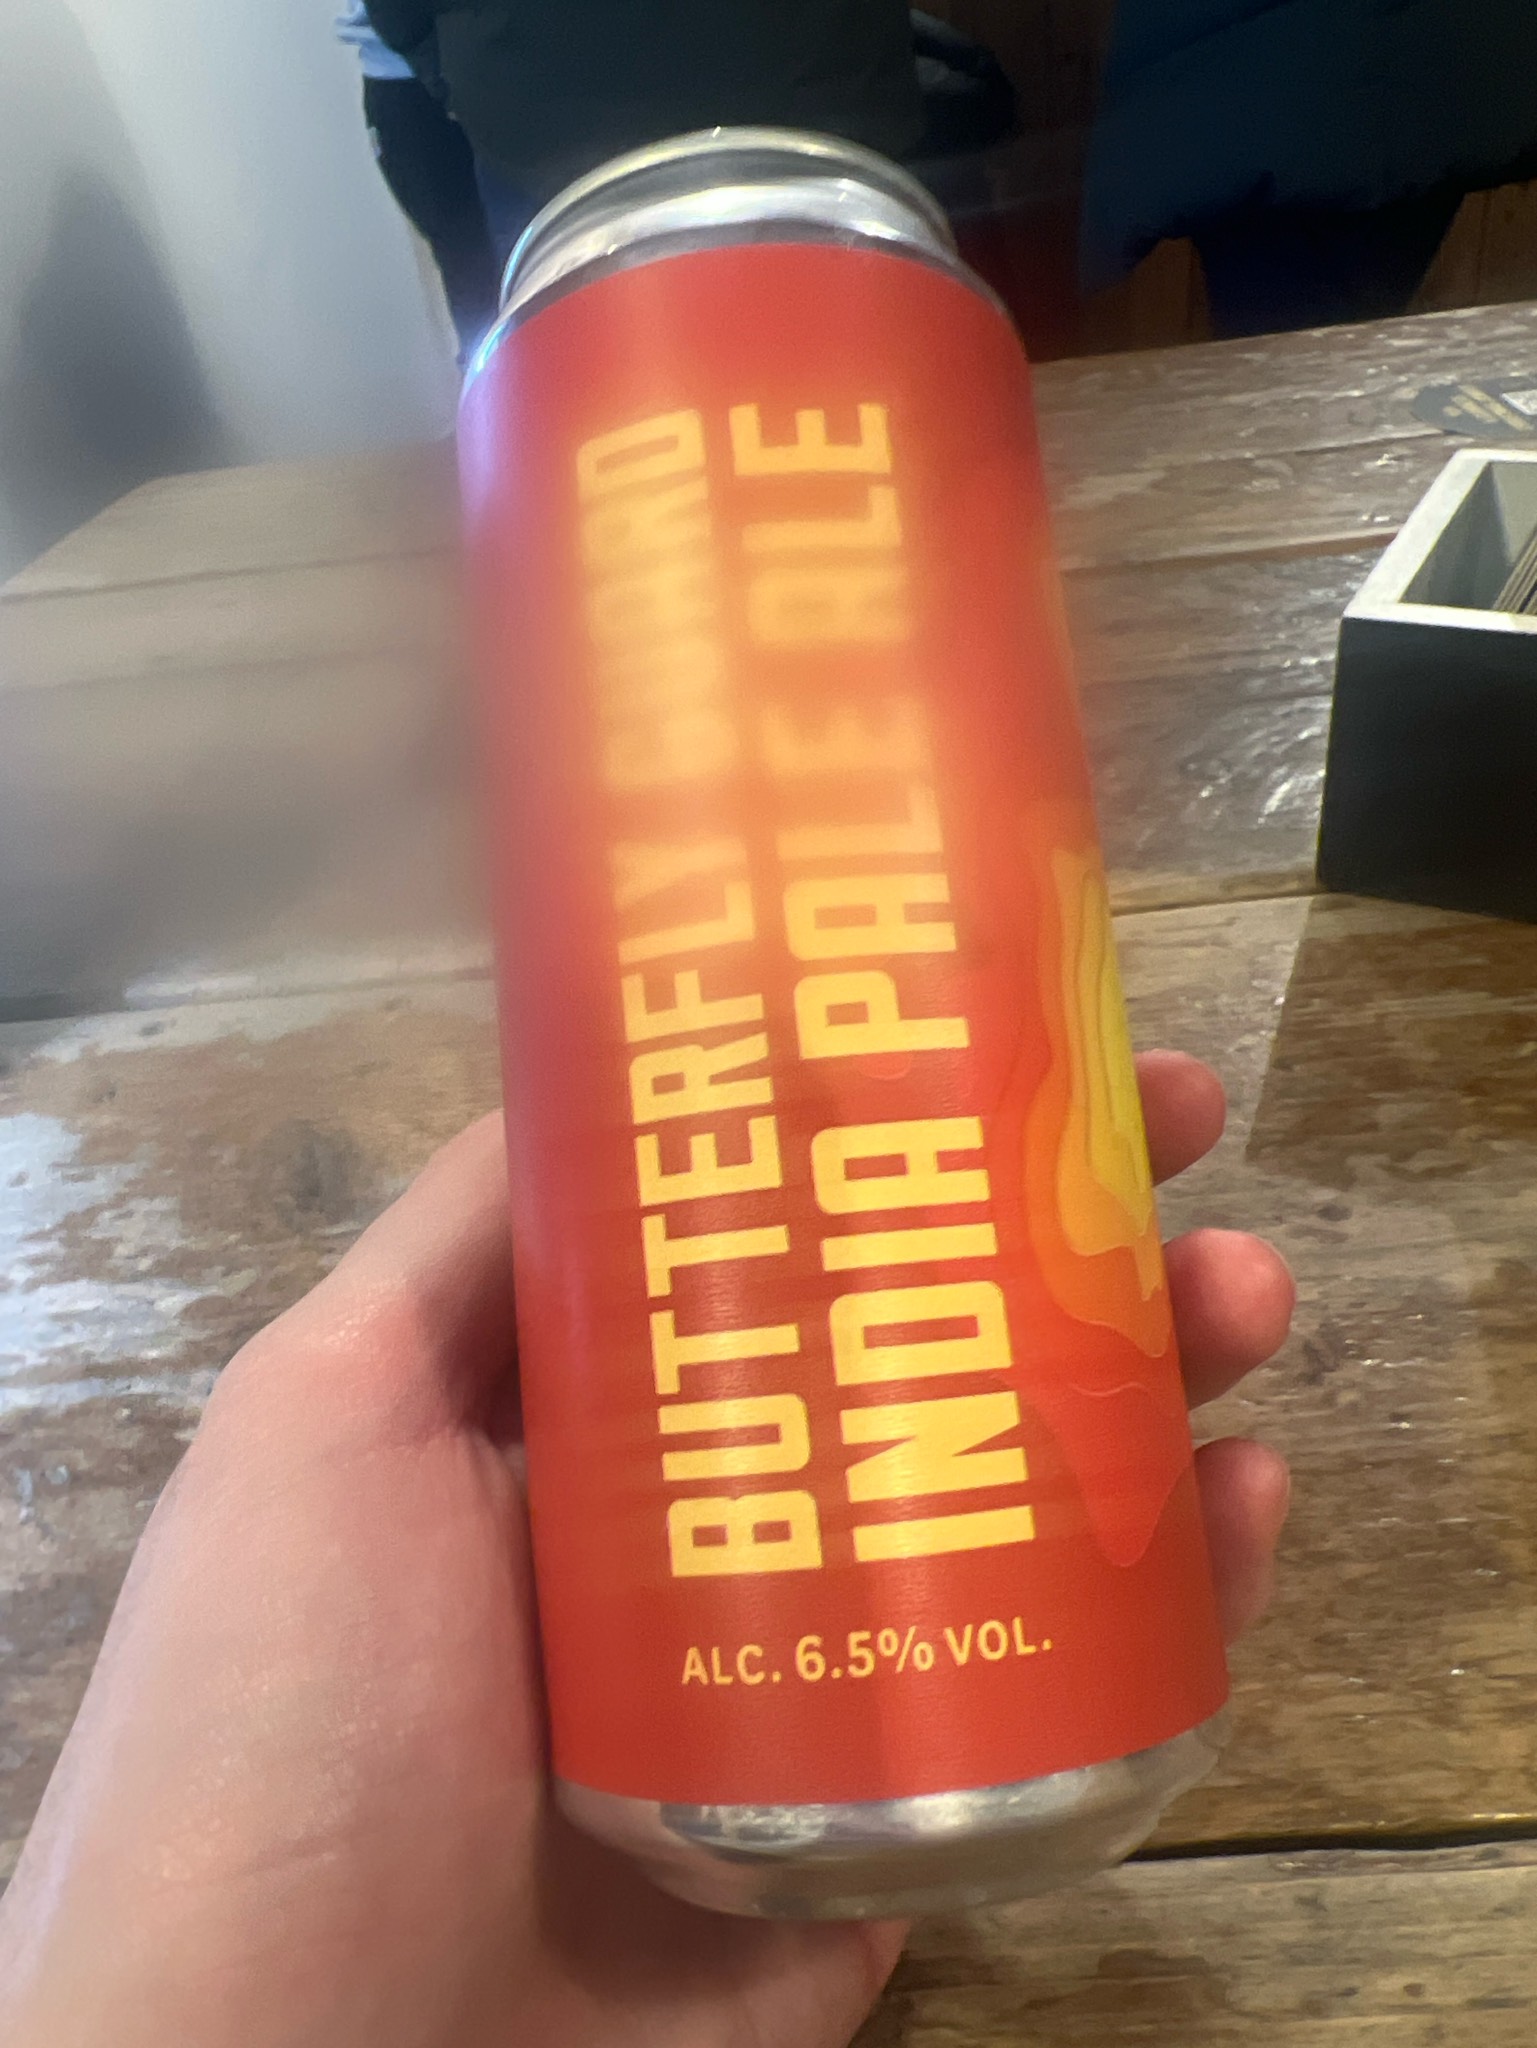 BUTTERFLY
INDIA PALE ALE
ALC. 6.5% VOL.